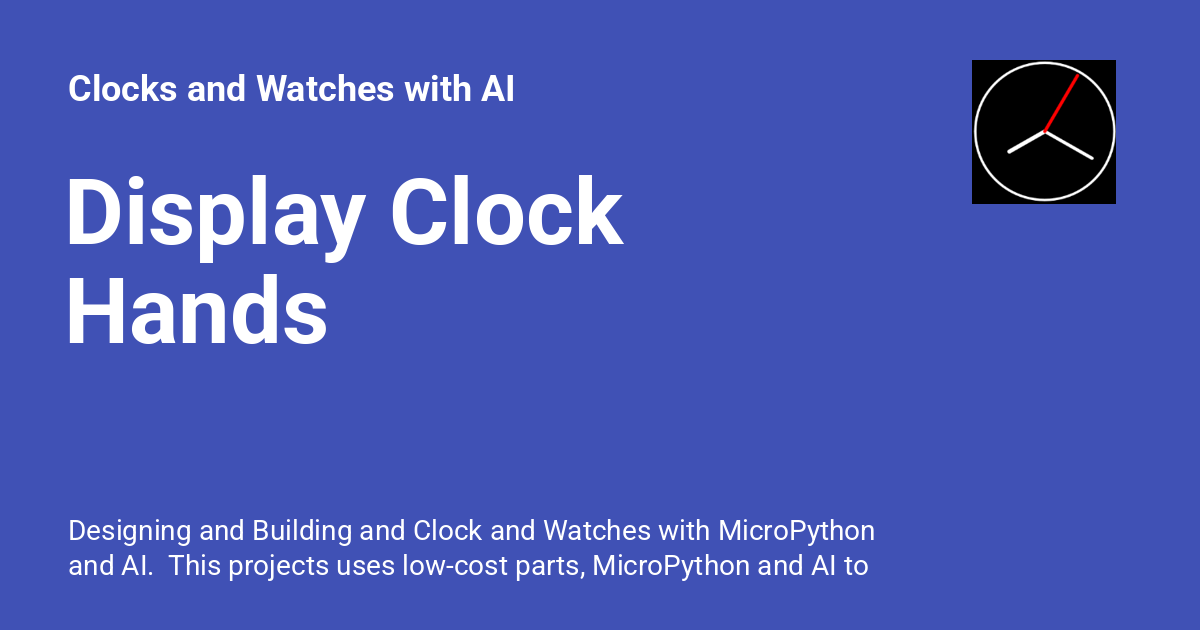 Clocks and Watches with AI
Display Clock
Hands
Designing and Building and Clock and Watches with MicroPython
and AI.  This projects uses low-cost parts, MicroPython and AI to